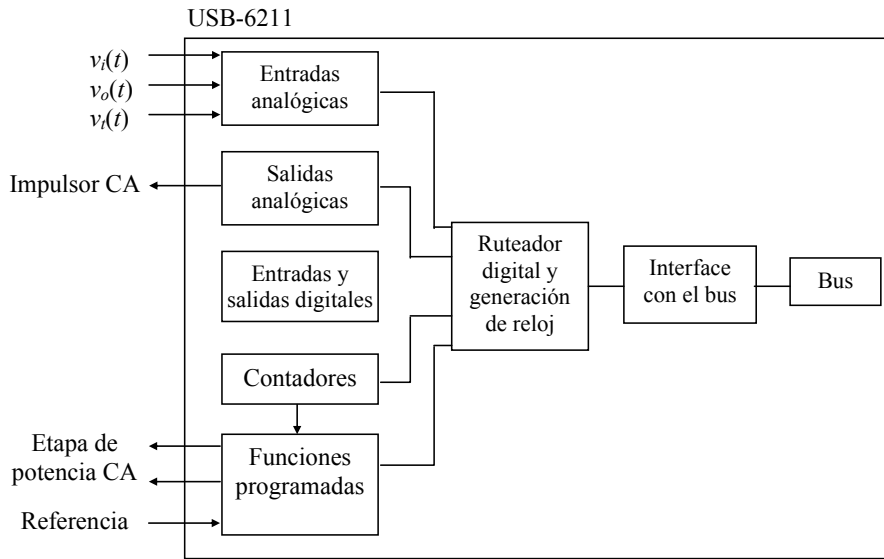 USB-6211
vi(t)
vo(t)
vt(t)
Entradas
analógicas
Impulsor CA
Salidas
analógicas
Entradas y
salidas digitales
Ruteador
digital y
generación
de reloj
Interface
con el bus
Bus
Contadores
Etapa de
potencia CA
Referencia
Funciones
programadas